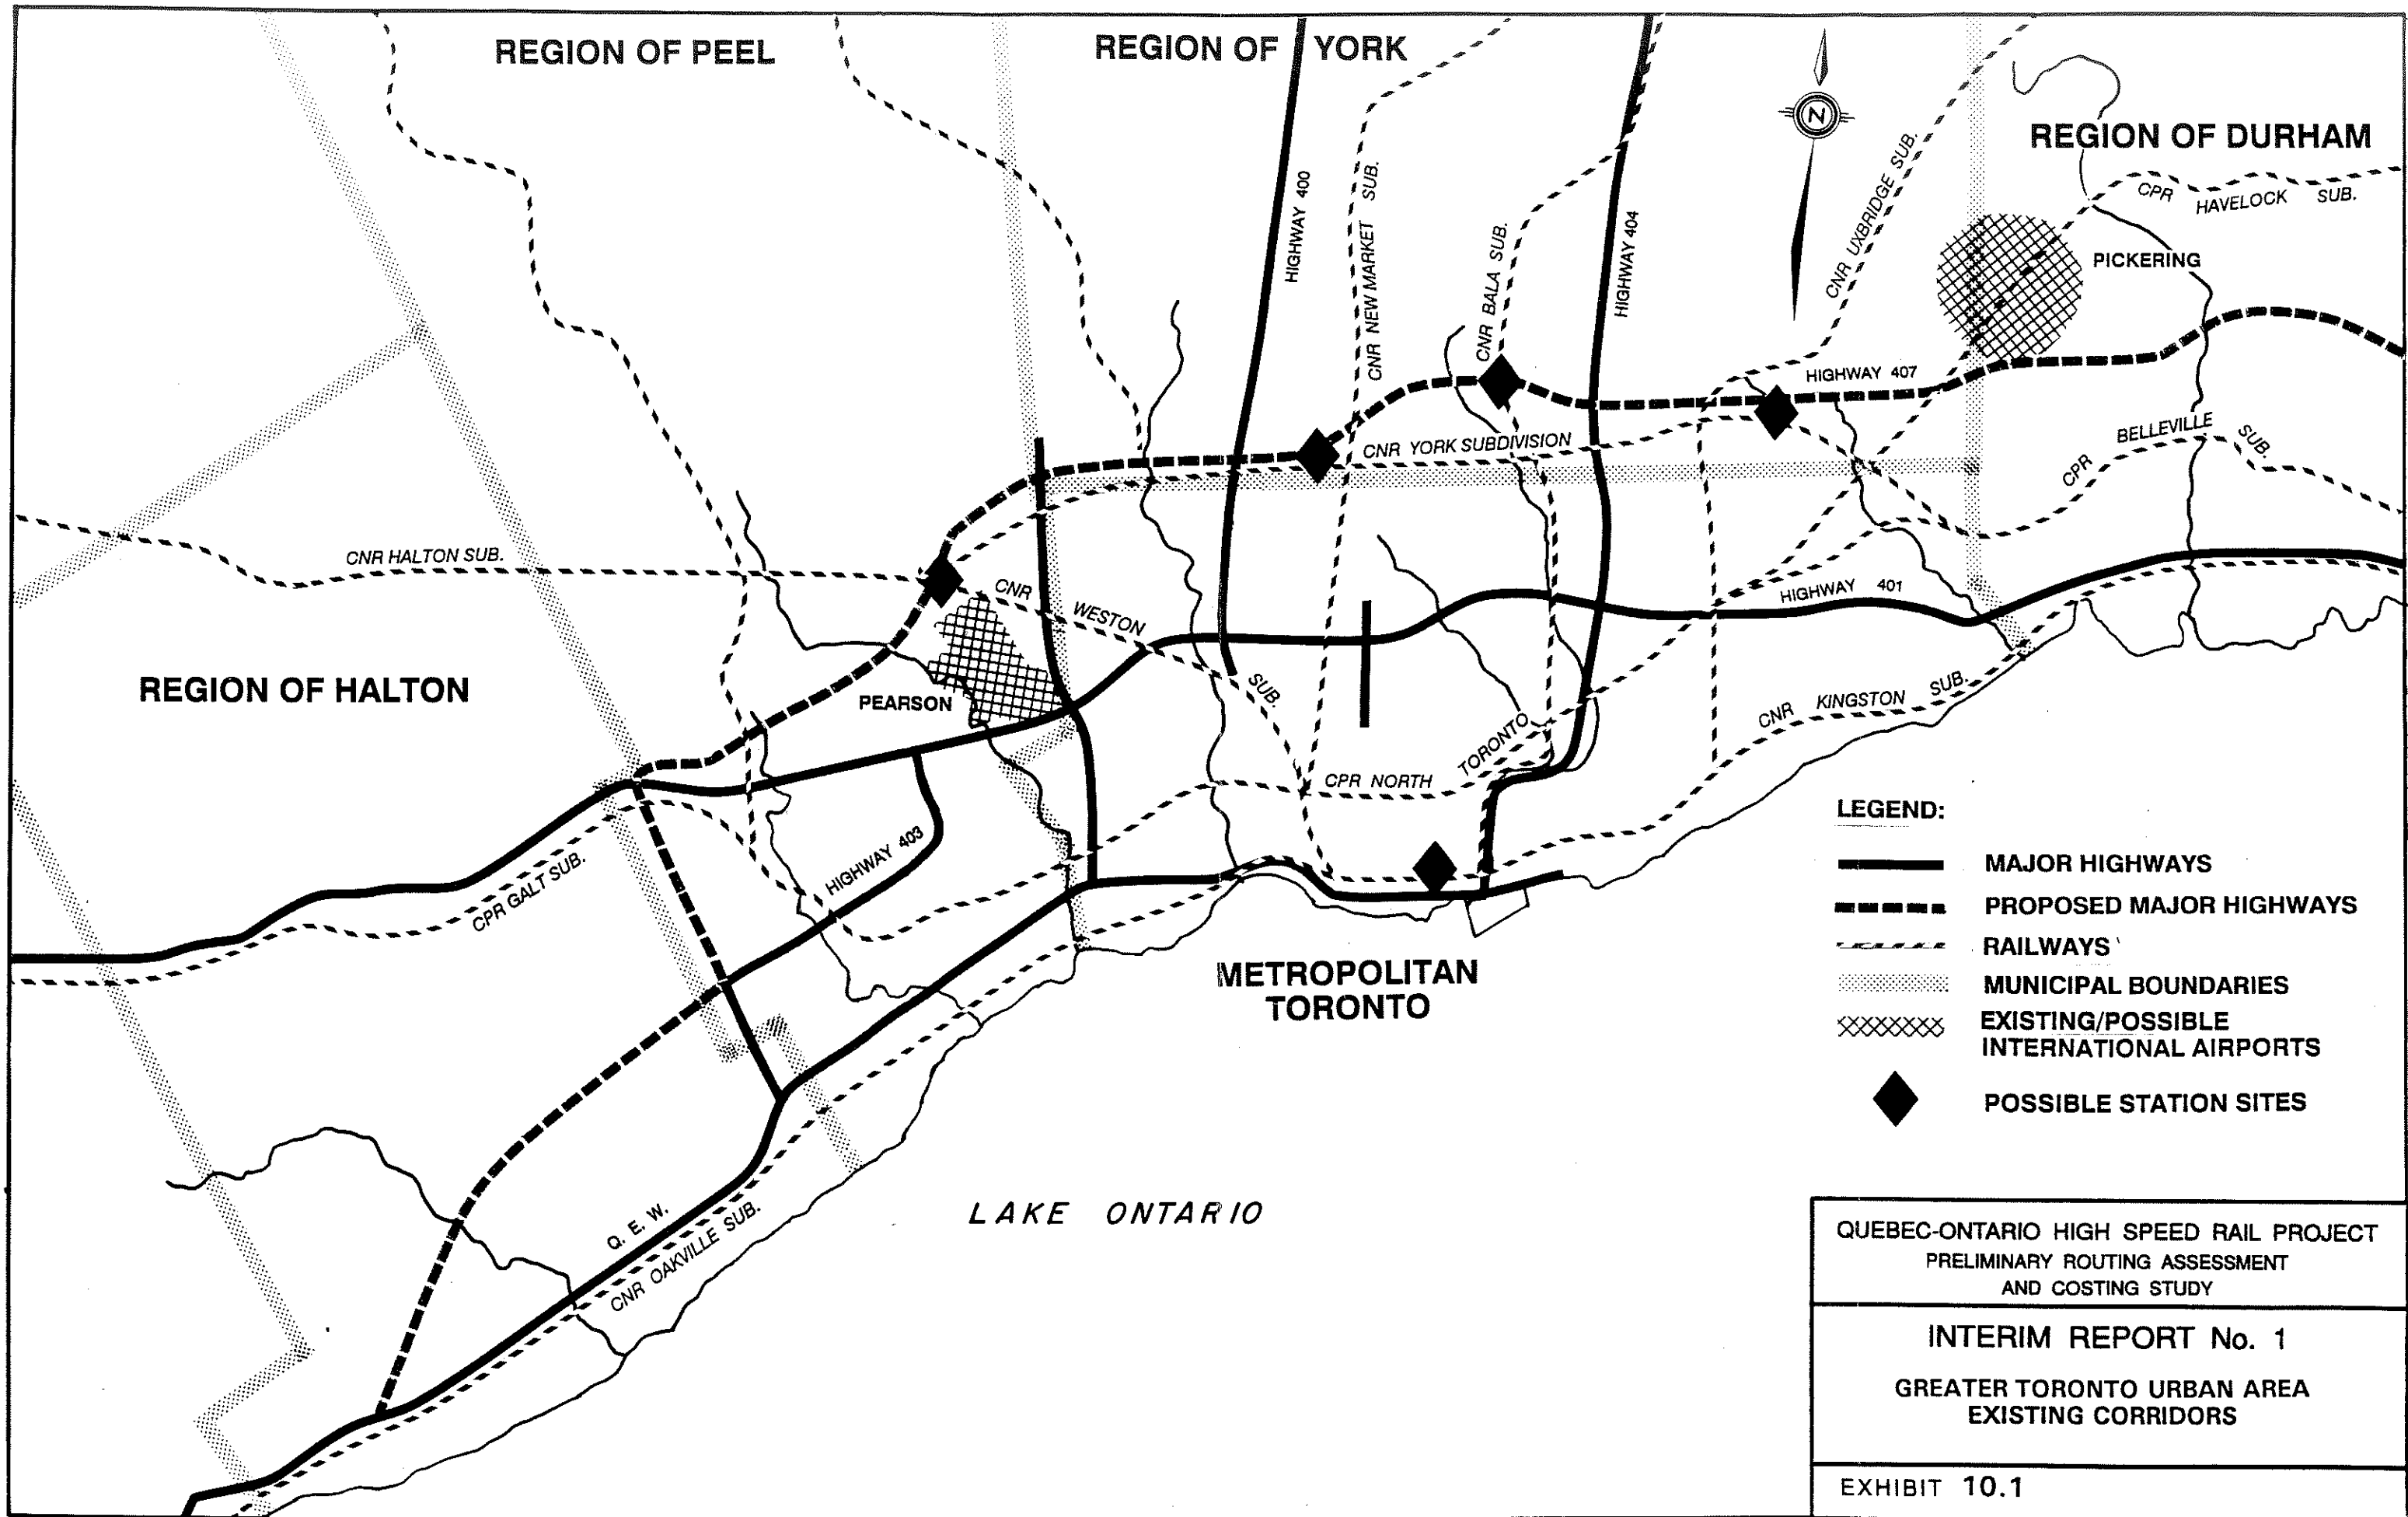 REGION OF PEEL
REGION OF YORK
N
REGION OF DURHAM
CPR HAVELOCK SUB.
CNR UXBRIDGE SUB.
PICKERING
HIGHWAY 400
CNR NEW MARKET SUB.
CNR BALA SUB.
HIGHWAY 404
HIGHWAY 407
CNR YORK SUBDIVISION
CPR BELLEVILLE SUB.
CNR HALTON SUB.
CNR WESTON SUB.
HIGHWAY 401
REGION OF HALTON
PEARSON
CNR KINGSTON SUB.
CPR NORTH TORONTO
HIGHWAY 403
CPR GALT SUB.
METROPOLITAN
TORONTO
Q. E. W.
CNR OAKVILLE SUB.
LAKE ONTARIO
LEGEND:
MAJOR HIGHWAYS
PROPOSED MAJOR HIGHWAYS
RAILWAYS
MUNICIPAL BOUNDARIES
EXISTING/POSSIBLE
INTERNATIONAL AIRPORTS
POSSIBLE STATION SITES
QUEBEC-ONTARIO HIGH SPEED RAIL PROJECT
PRELIMINARY ROUTING ASSESSMENT
AND COSTING STUDY
INTERIM REPORT No. 1
GREATER TORONTO URBAN AREA
EXISTING CORRIDORS
EXHIBIT 10.1